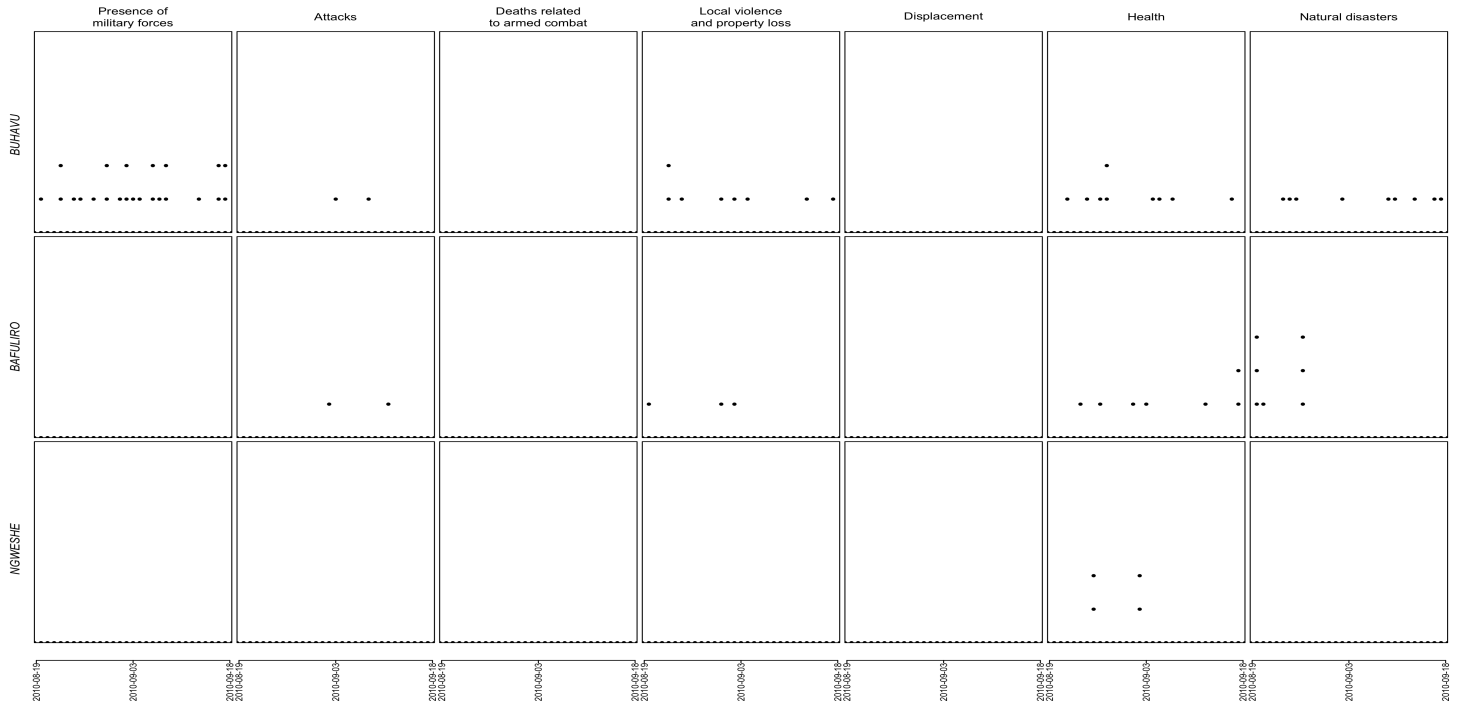 Presence of
military forces
Attacks
Deaths related
to armed combat
Local violence
and property loss
Displacement
Health
Natural disasters
BUHAVU
BAFULIRO
NGWESHE
2010-08-19
2010-09-03
2010-09-18
2010-08-19
2010-09-03
2010-09-18
2010-08-19
2010-09-03
2010-09-18
2010-08-19
2010-09-03
2010-09-18
2010-08-19
2010-09-03
2010-09-18
2010-08-19
2010-09-03
2010-09-18
2010-08-19
2010-09-03
2010-09-18